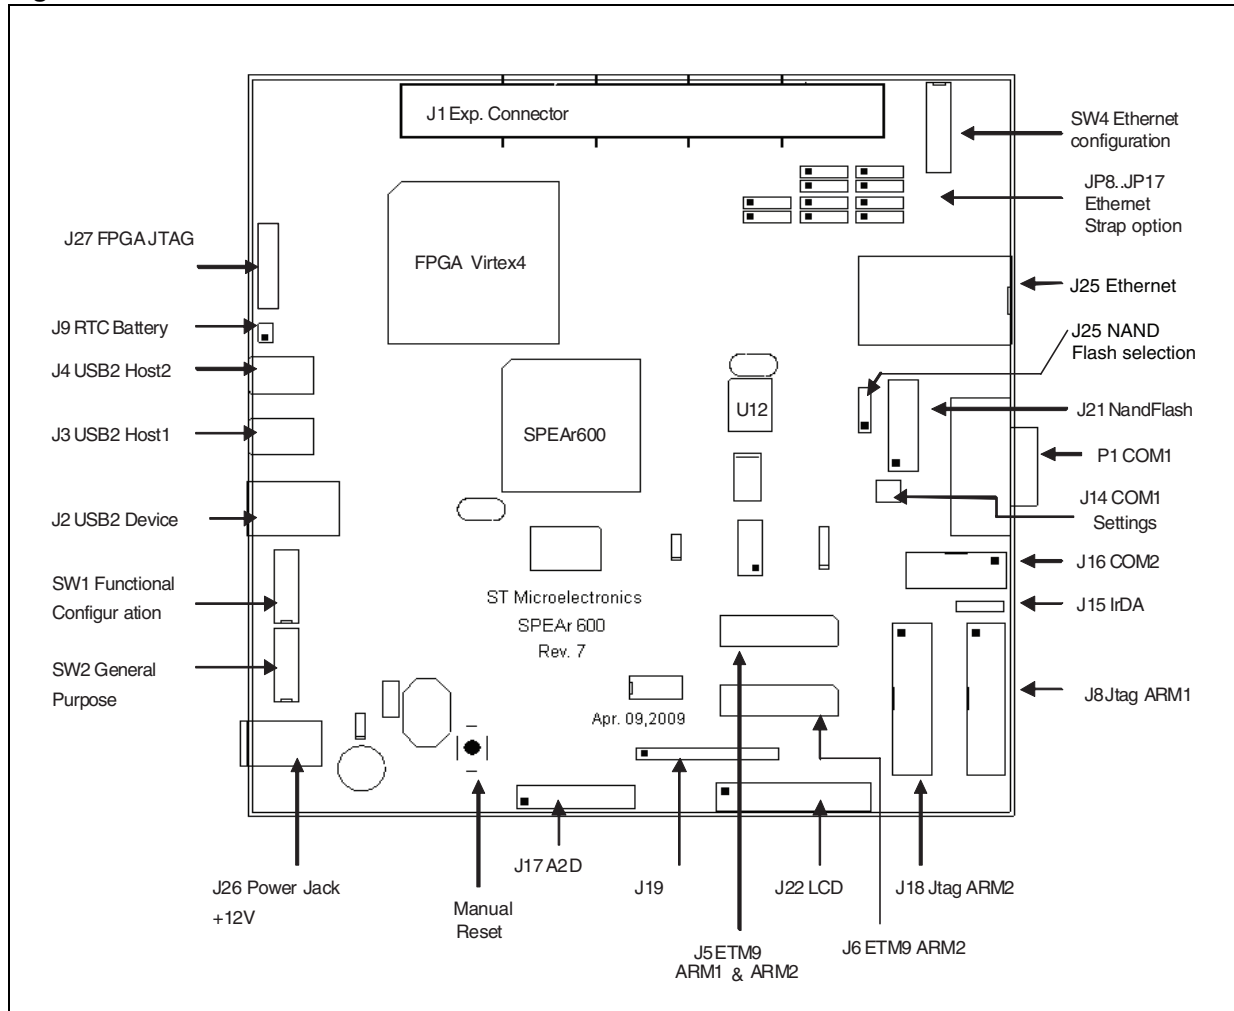 J1 Exp. Connector
SW4 Ethernet
configuration
JP8..JP17
Ethernet
Strap option
J27 FPGA JTAG
FPGA Virtex4
J25 Ethernet
J9 RTC Battery
J25 NAND
Flash selection
J4 USB2 Host2
U12
J21 NandFlash
J3 USB2 Host1
SPEAr600
P1 COM1
J14 COM1
Settings
J2 USB2 Device
J16 COM2
SW1 Functional
Configur ation
ST Microelectronics
SPEAr 600
Rev. 7
J15 IrDA
SW2 General
Purpose
J8 Jtag ARM1
Apr. 09,2009
J17 A2D
J26 Power Jack
+12V
J19
J22 LCD
J18 Jtag ARM2
Manual
Reset
J5 ETM9
ARM1 & ARM2
J6 ETM9 ARM2